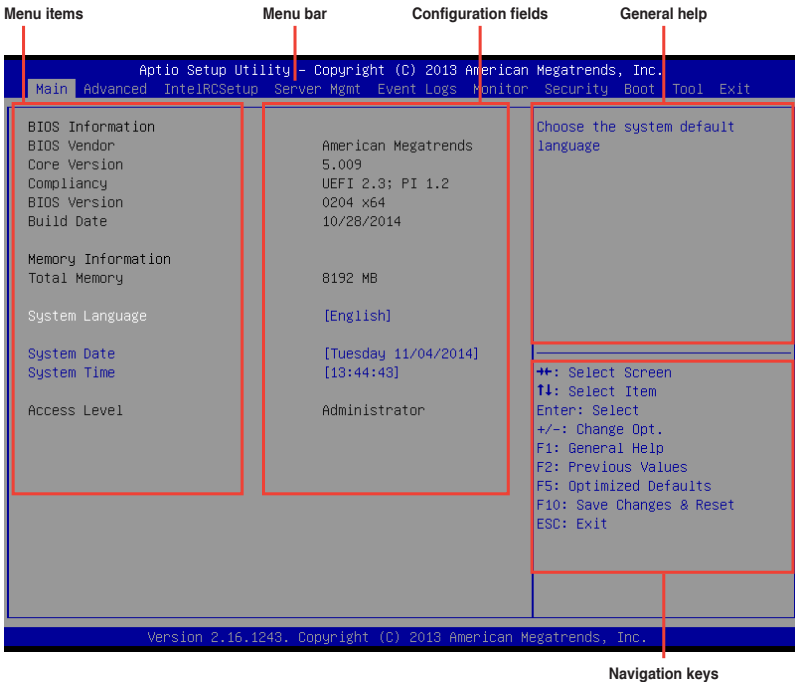 Menu items Menu bar Configuration fields General help
Aptio Setup Utility – Copyright (C) 2013 American Megatrends, Inc.
Main Advanced IntelRCSetup Server Mgmt Event Logs Monitor Security Boot Tool Exit
BIOS Information
BIOS Vendor American Megatrends
Core Version 5.009
Compliancy UEFI 2.3; PI 1.2
BIOS Version 0204 x64
Build Date 10/28/2014
Memory Information
Total Memory 8192 MB
System Language [English]
System Date [Tuesday 11/04/2014]
System Time [13:44:43]
Access Level Administrator
Choose the system default
language
→←: Select Screen
↑↓: Select Item
Enter: Select
+/-: Change Opt.
F1: General Help
F2: Previous Values
F5: Optimized Defaults
F10: Save Changes & Reset
ESC: Exit
Version 2.16.1243. Copyright (C) 2013 American Megatrends, Inc.
Navigation keys